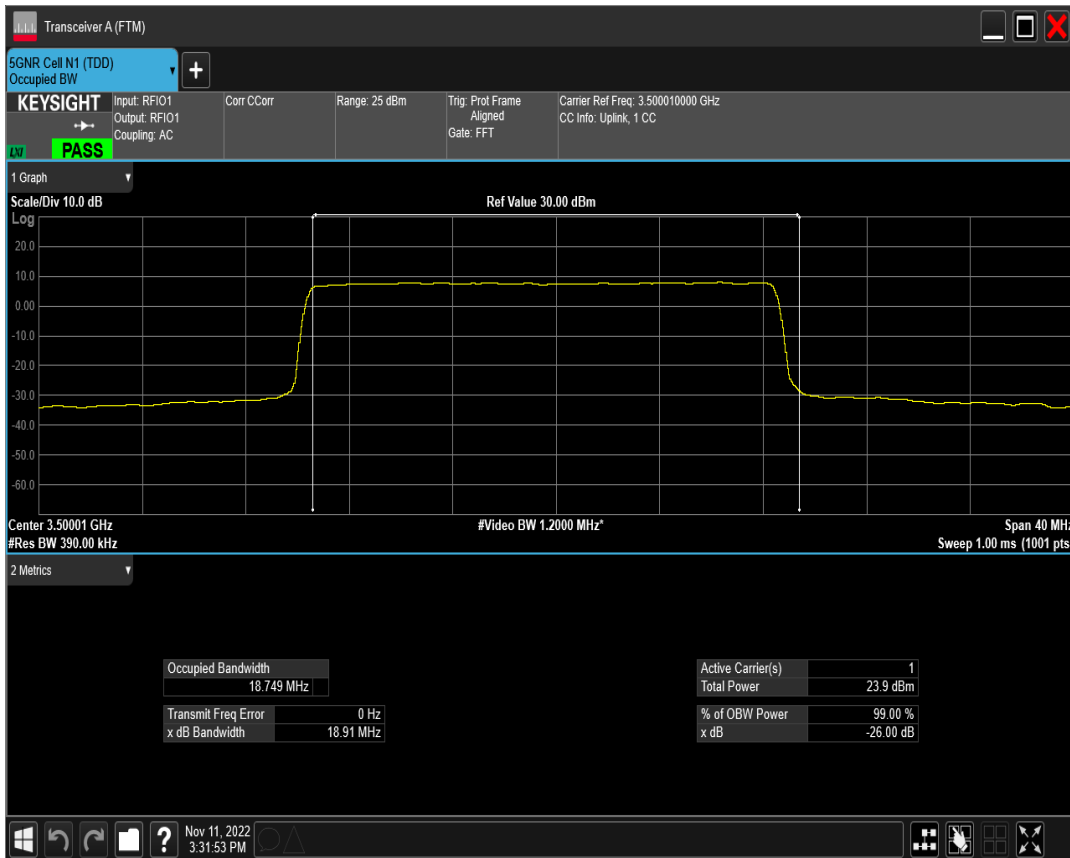 Transceiver A (FTM)
5GNR Cell N1 (TDD)
Occupied BW
+
KEYSIGHT
LXI
PASS
Input: RFIO1
Output: RFIO1
Coupling: AC
Corr CCorr
Range: 25 dBm
Trig: Prot Frame
Aligned
Gate: FFT
Carrier Ref Freq: 3.500010000 GHz
CC Info: Uplink, 1 CC
1 Graph
Scale/Div 10.0 dB
Ref Value 30.00 dBm
Log
20.0
10.0
0.00
-10.0
-20.0
-30.0
-40.0
-50.0
-60.0
Center 3.50001 GHz
#Video BW 1.2000 MHz*
Span 40 MHz
#Res BW 390.00 kHz
Sweep 1.00 ms (1001 pts
2 Metrics
Occupied Bandwidth
18.749 MHz
Transmit Freq Error 0 Hz
x dB Bandwidth 18.91 MHz
Active Carrier(s) 1
Total Power 23.9 dBm
% of OBW Power 99.00 %
x dB -26.00 dB
?
Nov 11, 2022
3:31:53 PM